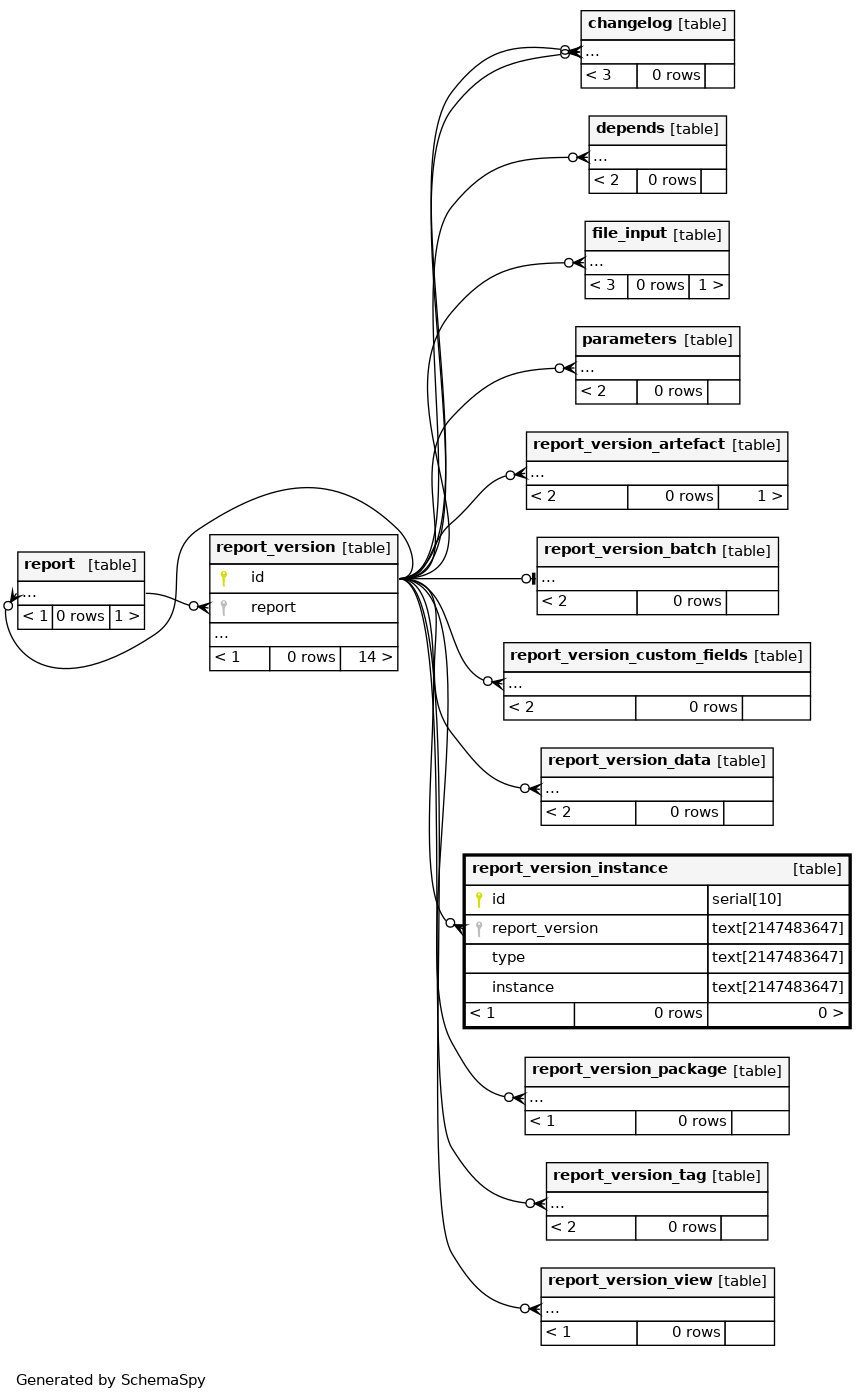 changelog [table]
...
< 3 0 rows
depends [table]
...
< 2 0 rows
file_input [table]
...
< 3 0 rows 1 >
parameters [table]
...
< 2 0 rows
report_version_artefact [table]
...
< 2 0 rows 1 >
report [table]
...
< 1 0 rows 1 >
report_version [table]
id
report
...
< 1 0 rows 14 >
report_version_batch [table]
...
< 2 0 rows
report_version_custom_fields [table]
...
< 2 0 rows
report_version_data [table]
...
< 2 0 rows
report_version_instance [table]
id serial[10]
report_version text[2147483647]
type text[2147483647]
instance text[2147483647]
< 1 0 rows 0 >
report_version_package [table]
...
< 1 0 rows
report_version_tag [table]
...
< 2 0 rows
report_version_view [table]
...
< 1 0 rows
Generated by SchemaSpy